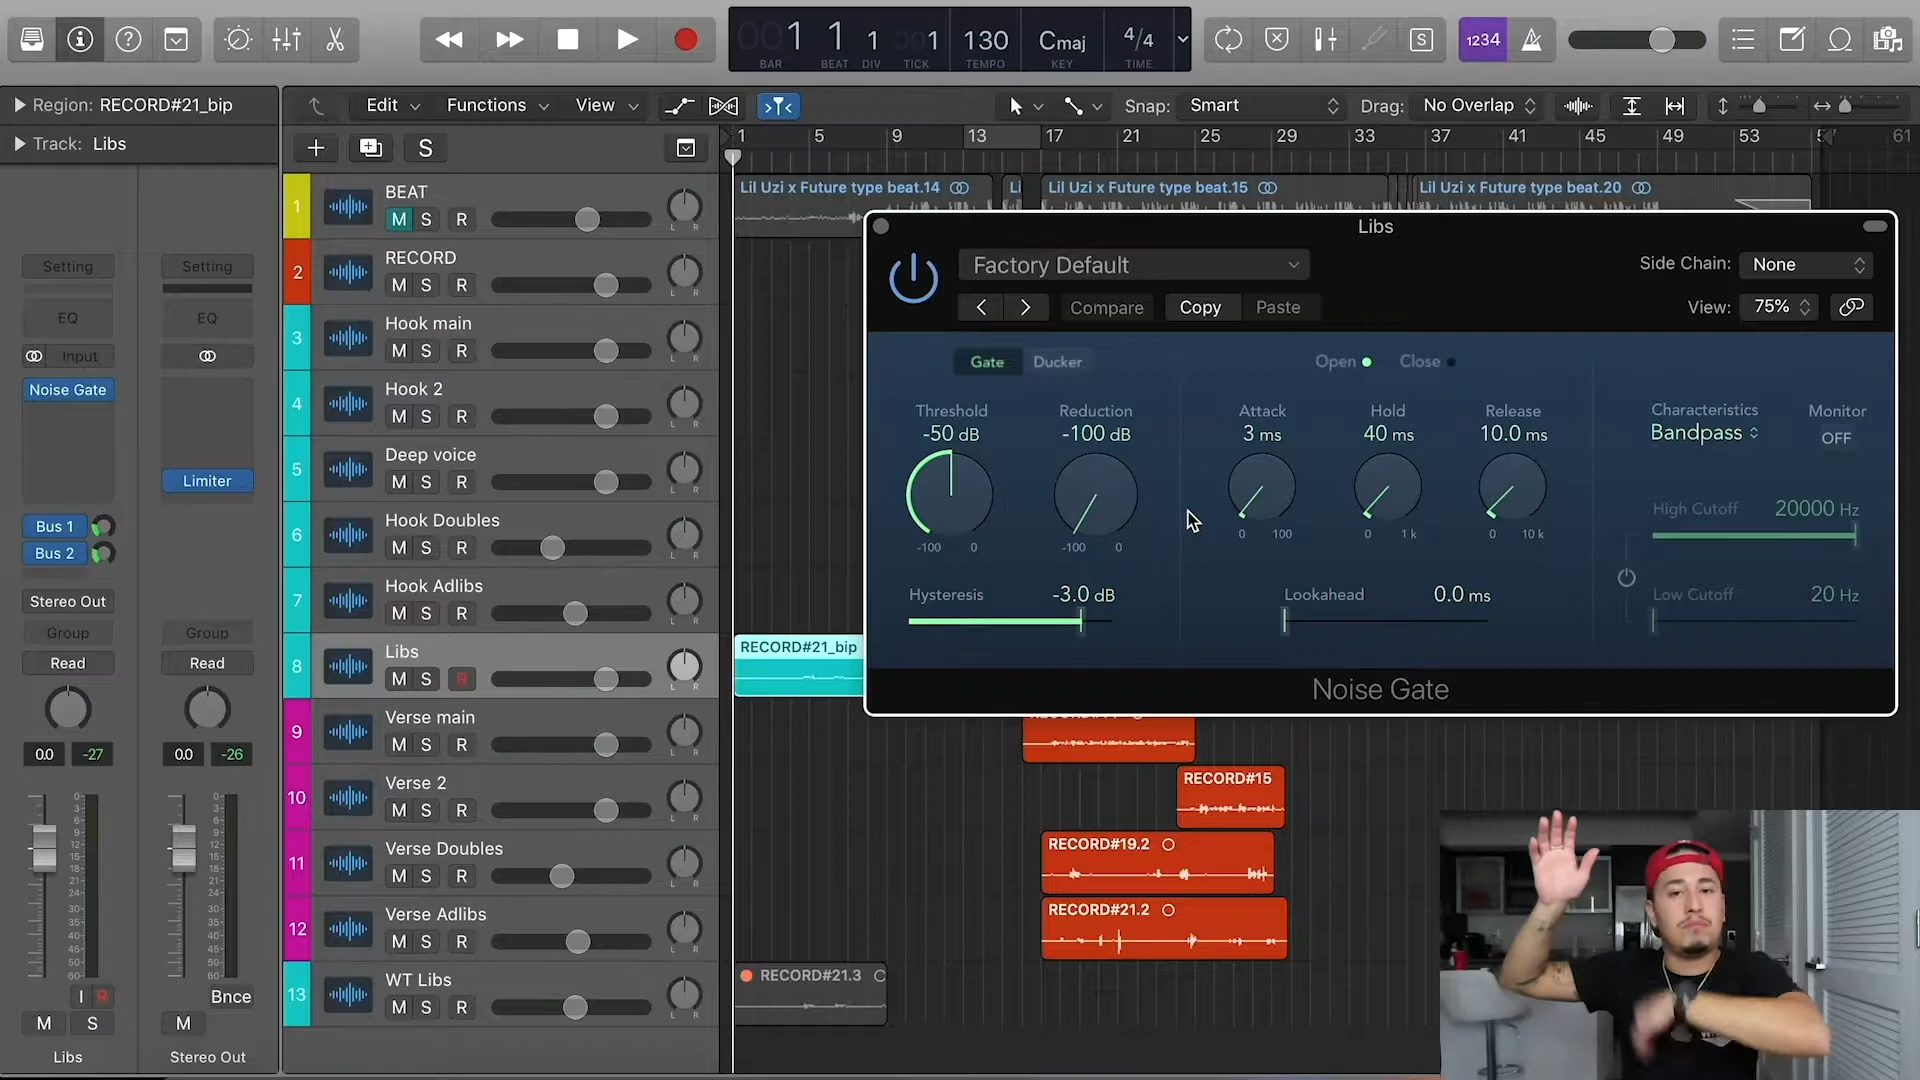 1 1 1 1 130 Cmaj 4/4
BAR BEAT DIV TICK TEMPO KEY TIME
S 1234
Region: RECORD#21_bip
Track: Libs
Edit Functions View Snap: Smart Drag: No Overlap
S
1 5 9 13 17 21 25 29 33 37 41 45 49 53 61
Setting Setting
EQ EQ
Input
Noise Gate
Limiter
Bus 1
Bus 2
Stereo Out
Group Group
Read Read
0.0 -27 0.0 -26
I R Bnce
M S M
Libs Stereo Out
1 BEAT
M S R
2 RECORD
M S R
3 Hook main
M S R
4 Hook 2
M S R
5 Deep voice
M S R
6 Hook Doubles
M S R
7 Hook Adlibs
M S R
8 Libs
M S R
9 Verse main
M S R
10 Verse 2
M S R
11 Verse Doubles
M S R
12 Verse Adlibs
M S R
13 WT Libs
M S R
Lil Uzi x Future type beat.14 Li Lil Uzi x Future type beat.15 Lil Uzi x Future type beat.20
RECORD#21_bip
RECORD#15
RECORD#19.2
RECORD#21.2
RECORD#21.3
Libs
Factory Default Side Chain: None
Compare Copy Paste View: 75%
Gate Ducker Open Close
Threshold Reduction Attack Hold Release Characteristics Monitor
-50 dB -100 dB 3 ms 40 ms 10.0 ms Bandpass OFF
High Cutoff 20000 Hz
-100 0 -100 0 0 100 0 1 k 0 10 k
Hysteresis -3.0 dB Lookahead 0.0 ms Low Cutoff 20 Hz
Noise Gate